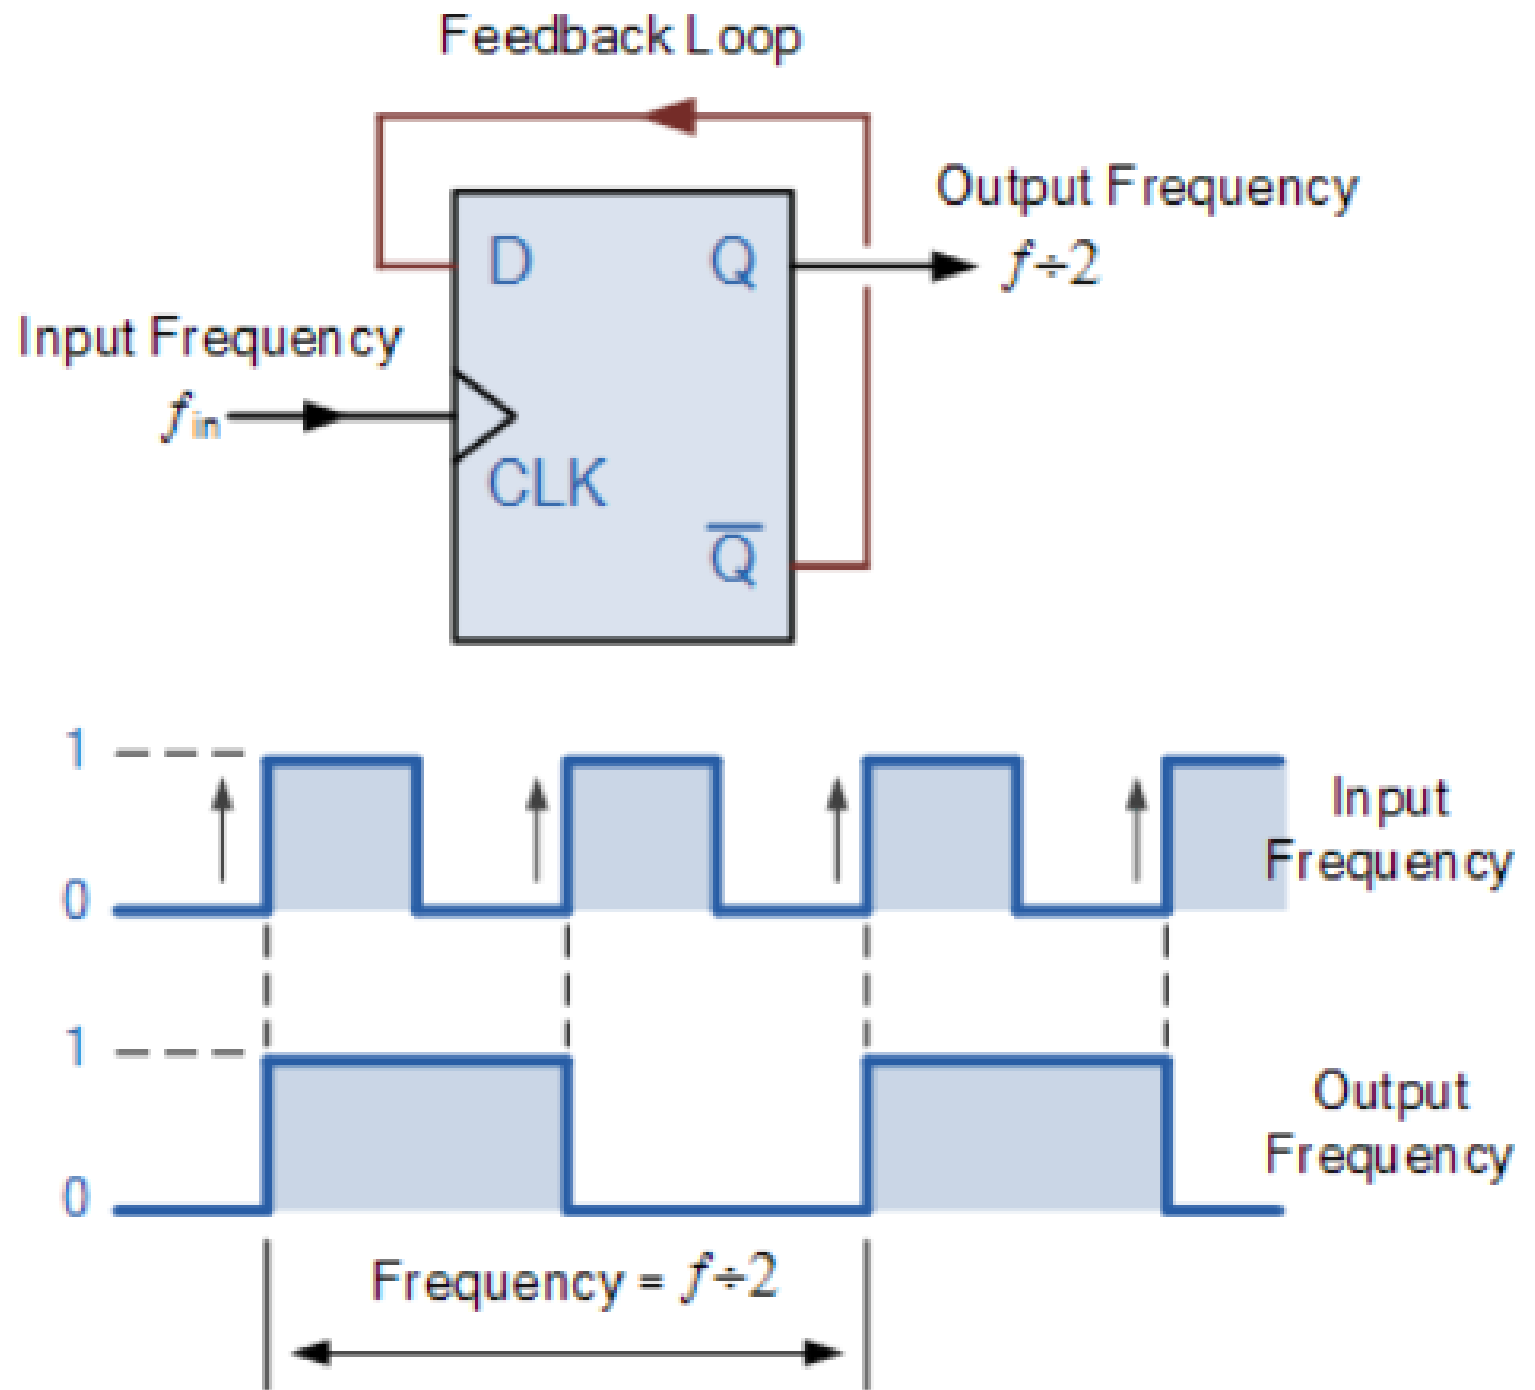 Feedback Loop
Output Frequency
f÷2
D
Q
Input Frequency
fin
CLK
Q̅
1
0
Input
Frequency
1
0
Output
Frequency
Frequency = f÷2